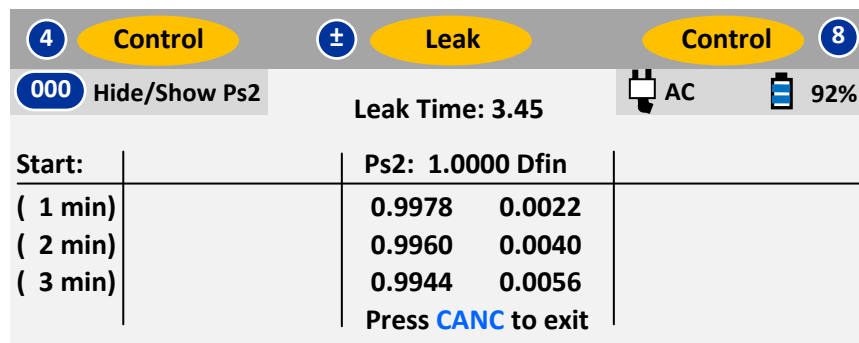 4 Control ± Leak Control 8
000 Hide/Show Ps2 AC 92%
Leak Time: 3.45
Start: Ps2: 1.0000 Dfin
( 1 min) 0.9978 0.0022
( 2 min) 0.9960 0.0040
( 3 min) 0.9944 0.0056
Press CANC to exit